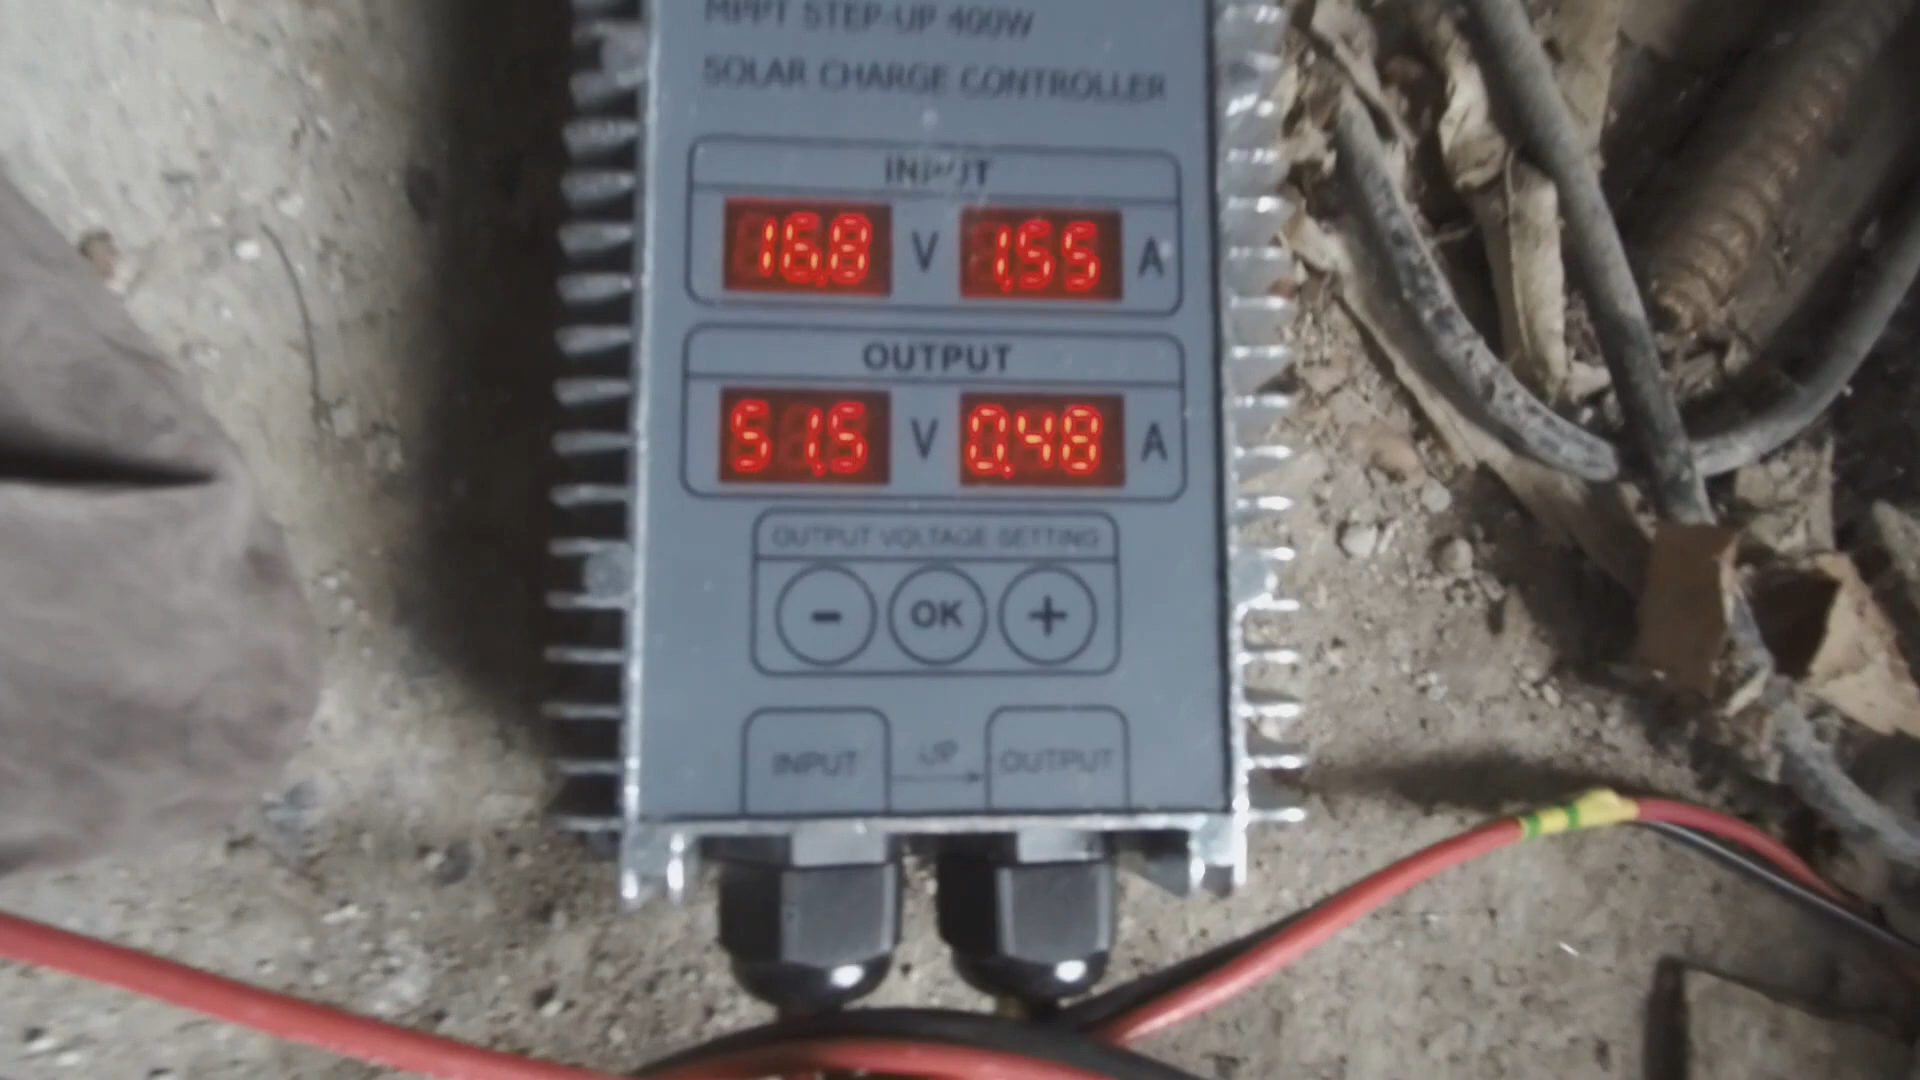 MPPT STEP-UP 400W
SOLAR CHARGE CONTROLLER
INPUT
16.8 V 1.55 A
OUTPUT
51.5 V 0.48 A
OUTPUT VOLTAGE SETTING
- OK +
INPUT UP OUTPUT